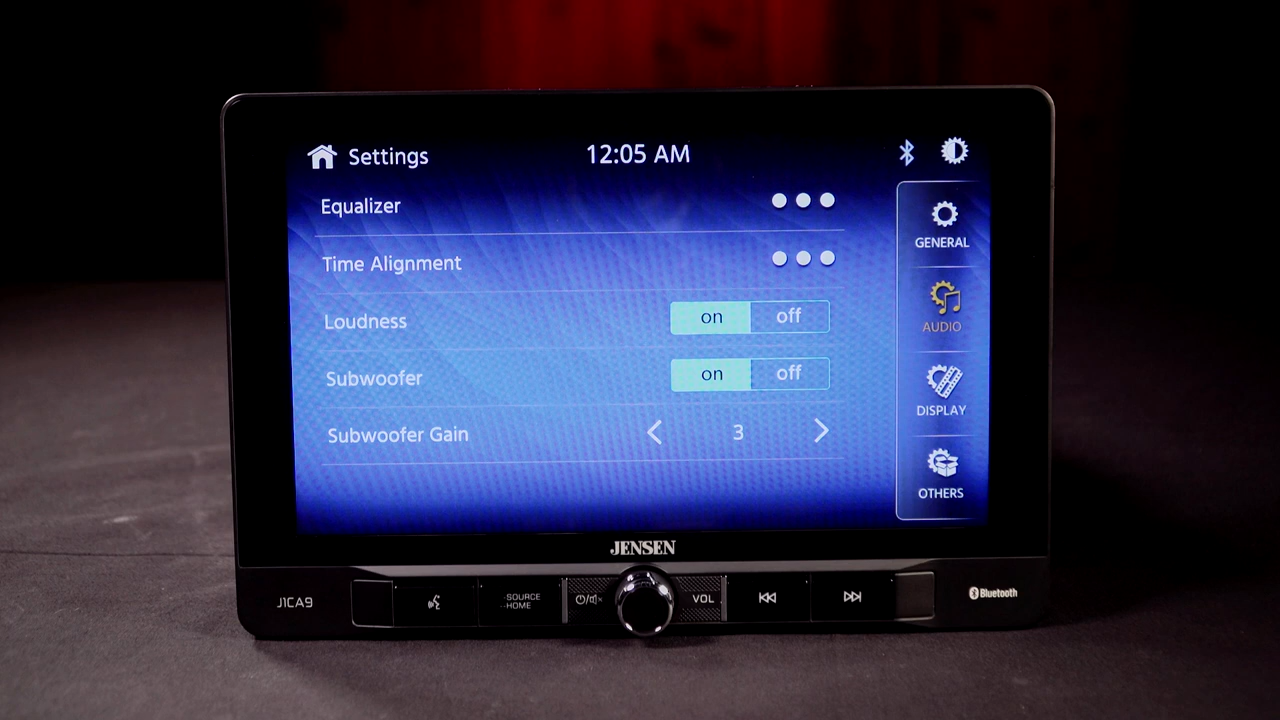 Settings
12:05 AM
Equalizer
Time Alignment
Loudness
on off
Subwoofer
on off
Subwoofer Gain
3
GENERAL
AUDIO
DISPLAY
OTHERS
JENSEN
J1CA9
SOURCE
HOME
VOL
Bluetooth